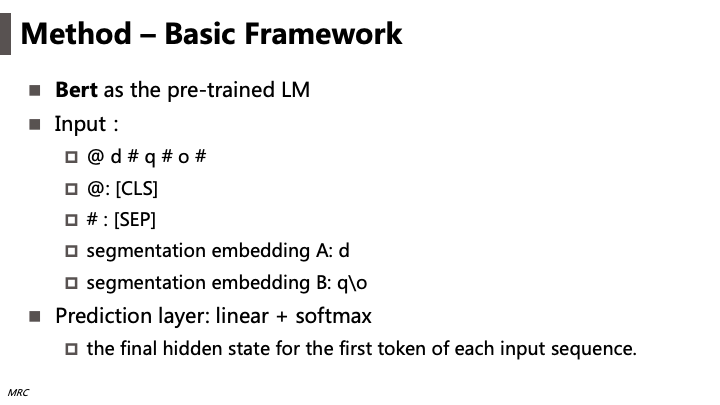 Method – Basic Framework
Bert as the pre-trained LM
Input :
@ d # q # o #
@: [CLS]
# : [SEP]
segmentation embedding A: d
segmentation embedding B: q\o
Prediction layer: linear + softmax
the final hidden state for the first token of each input sequence.
MRC